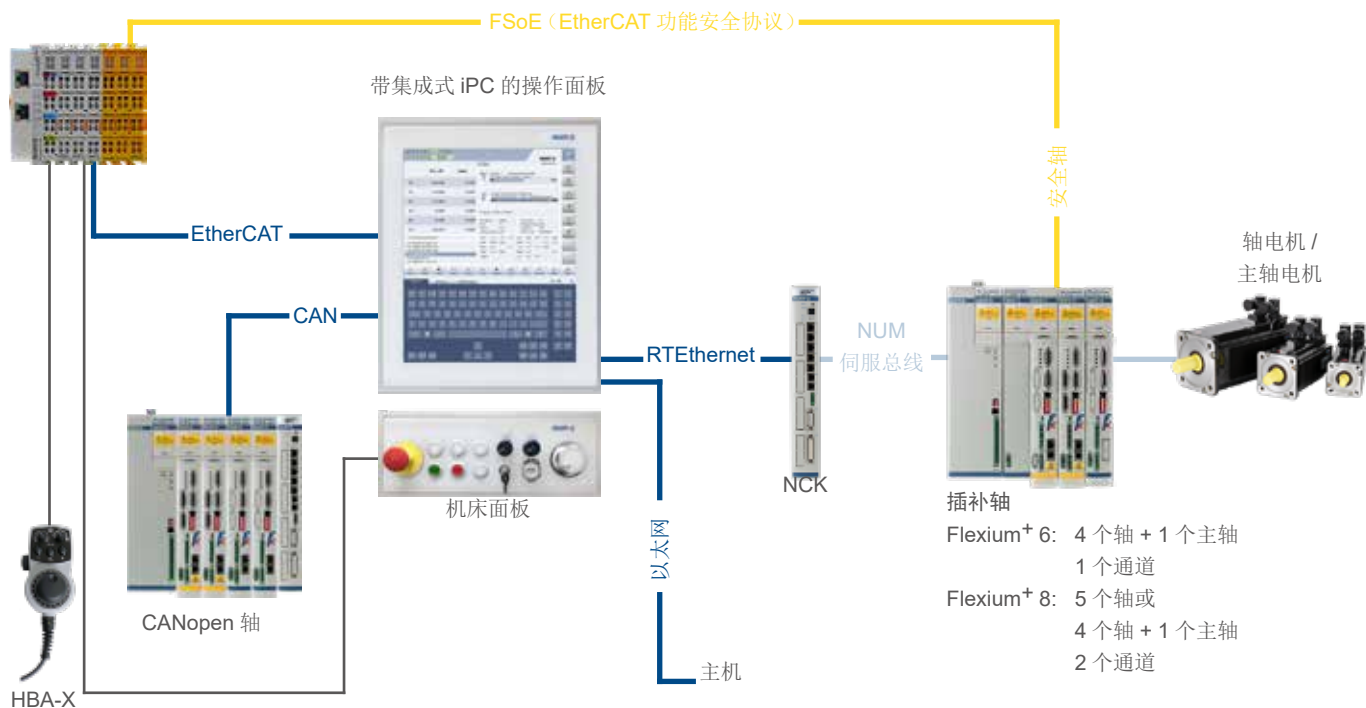 FSoE（EtherCAT 功能安全协议）
带集成式 iPC 的操作面板
安全轴
EtherCAT
轴电机 /
主轴电机
CAN
RTEthernet
NUM
伺服总线
NCK
机床面板
插补轴
Flexium+ 6: 4 个轴 + 1 个主轴
1 个通道
Flexium+ 8: 5 个轴或
4 个轴 + 1 个主轴
2 个通道
以太网
CANopen 轴
主机
HBA-X